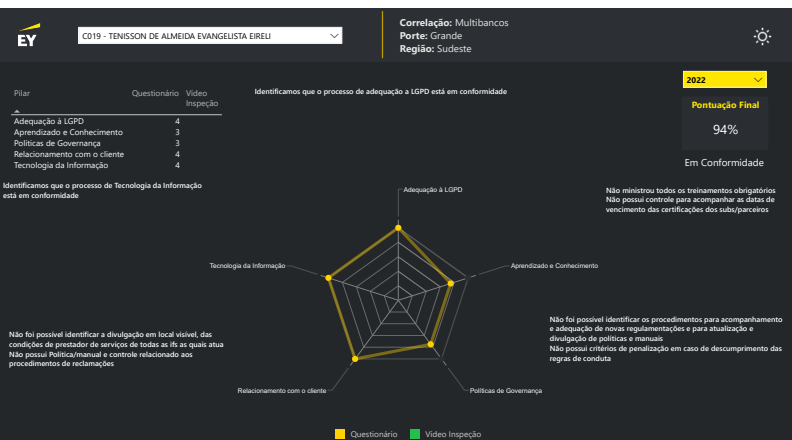 EY
C019 - TENISSON DE ALMEIDA EVANGELISTA EIRELI
Correlação: Multibancos
Porte: Grande
Região: Sudeste
2022
Pontuação Final
94%
Em Conformidade
Pilar Questionário Vídeo Inspeção
Adequação à LGPD 4
Aprendizado e Conhecimento 3
Políticas de Governança 3
Relacionamento com o cliente 4
Tecnologia da Informação 4
Identificamos que o processo de adequação a LGPD está em conformidade
Identificamos que o processo de Tecnologia da Informação
está em conformidade
Não ministrou todos os treinamentos obrigatórios
Não possui controle para acompanhar as datas de
vencimento das certificações dos subs/parceiros
Adequação à LGPD
Tecnologia da Informação
Aprendizado e Conhecimento
Não foi possível identificar a divulgação em local visível, das
condições de prestador de serviços de todas as ifs as quais atua
Não possui Política/manual e controle relacionado aos
procedimentos de reclamações
Não foi possível identificar os procedimentos para acompanhamento
e adequação de novas regulamentações e para atualização e
divulgação de políticas e manuais
Não possui critérios de penalização em caso de descumprimento das
regras de conduta
Relacionamento com o cliente
Políticas de Governança
Questionário
Vídeo Inspeção